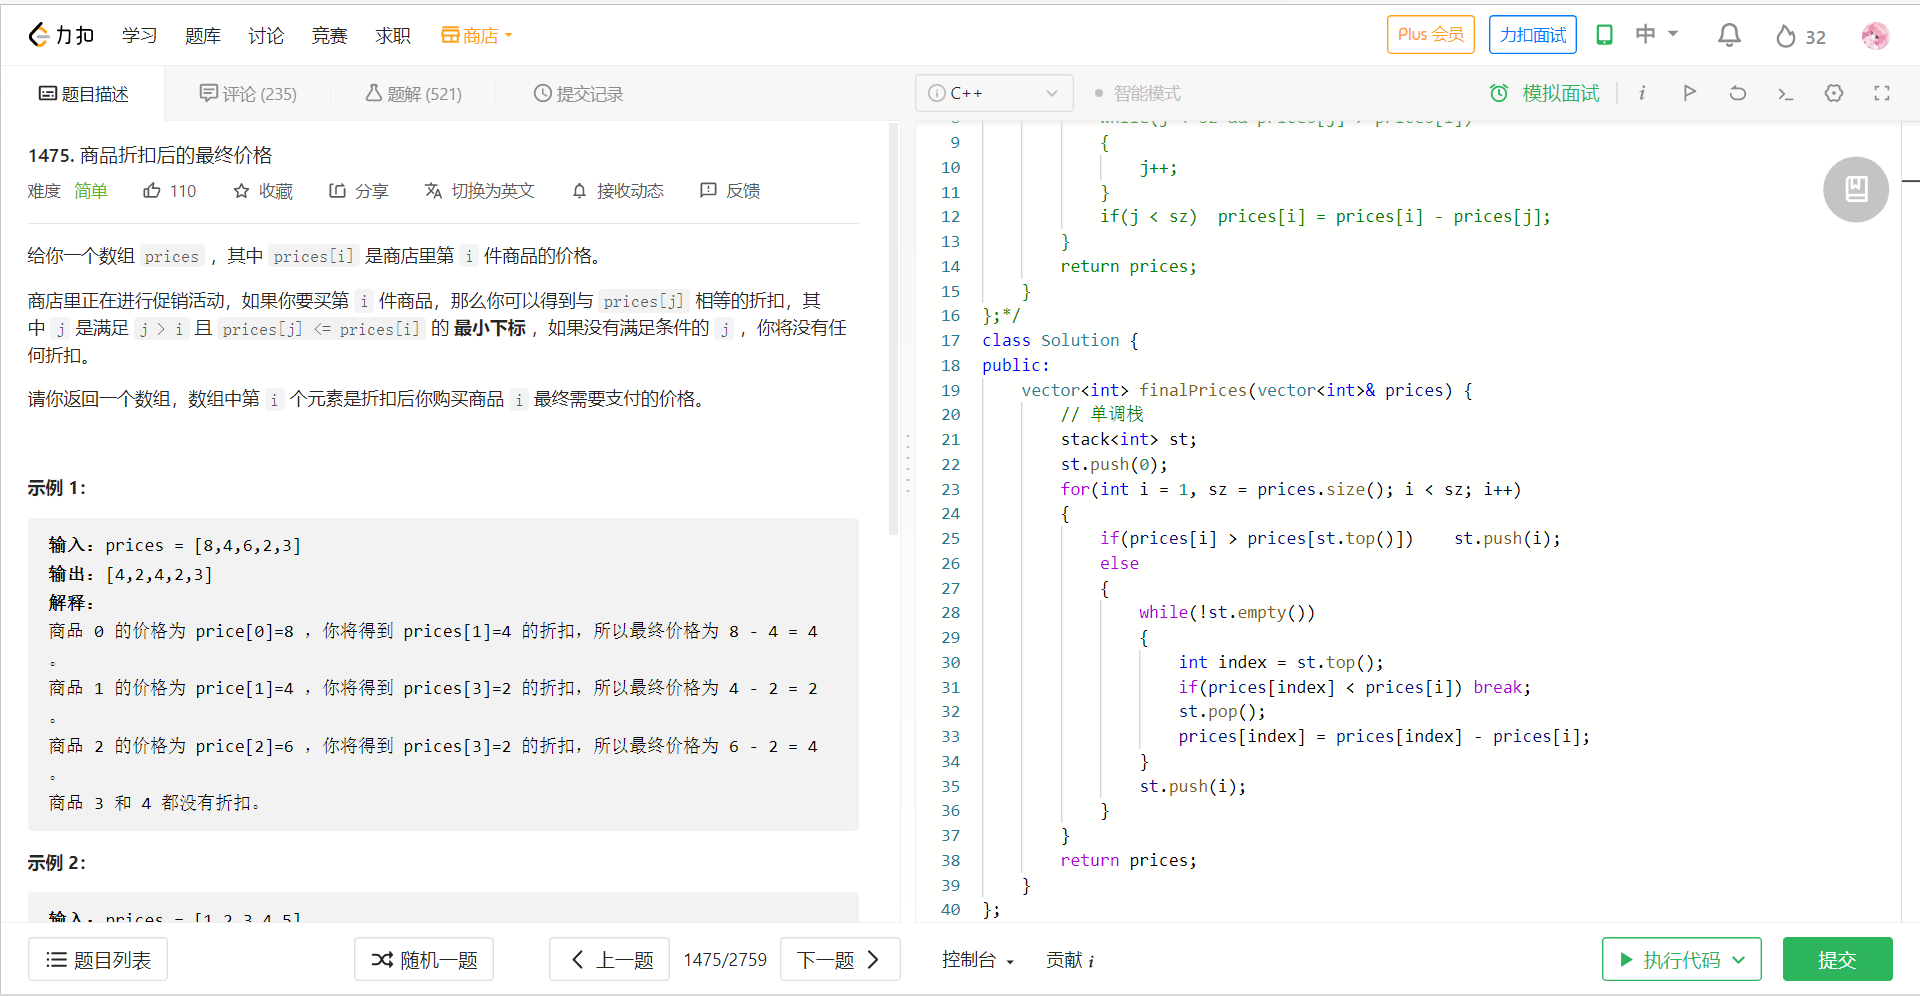 力扣 学习 题库 讨论 竞赛 求职 商店 Plus 会员 力扣面试 中 32
题目描述 评论 (235) 题解 (521) 提交记录
1475. 商品折扣后的最终价格
难度 简单 110 收藏 分享 切换为英文 接收动态 反馈
给你一个数组 prices ，其中 prices[i] 是商店里第 i 件商品的价格。
商店里正在进行促销活动，如果你要买第 i 件商品，那么你可以得到与 prices[j] 相等的折扣，其
中 j 是满足 j > i 且 prices[j] <= prices[i] 的 最小下标 ，如果没有满足条件的 j ，你将没有任
何折扣。
请你返回一个数组，数组中第 i 个元素是折扣后你购买商品 i 最终需要支付的价格。
示例 1：
输入：prices = [8,4,6,2,3]
输出：[4,2,4,2,3]
解释：
商品 0 的价格为 price[0]=8 ，你将得到 prices[1]=4 的折扣，所以最终价格为 8 - 4 = 4
。
商品 1 的价格为 price[1]=4 ，你将得到 prices[3]=2 的折扣，所以最终价格为 4 - 2 = 2
。
商品 2 的价格为 price[2]=6 ，你将得到 prices[3]=2 的折扣，所以最终价格为 6 - 2 = 4
。
商品 3 和 4 都没有折扣。
示例 2：
输入：prices = [1,2,3,4,5]
题目列表 随机一题 上一题 1475/2759 下一题
C++ 智能模式 模拟面试
8 while(j < sz && prices[j] > prices[i])
9 {
10 j++;
11 }
12 if(j < sz)  prices[i] = prices[i] - prices[j];
13 }
14 return prices;
15 }
16 };*/
17 class Solution {
18 public:
19 vector<int> finalPrices(vector<int>& prices) {
20 // 单调栈
21 stack<int> st;
22 st.push(0);
23 for(int i = 1, sz = prices.size(); i < sz; i++)
24 {
25 if(prices[i] > prices[st.top()])    st.push(i);
26 else
27 {
28 while(!st.empty())
29 {
30 int index = st.top();
31 if(prices[index] < prices[i]) break;
32 st.pop();
33 prices[index] = prices[index] - prices[i];
34 }
35 st.push(i);
36 }
37 }
38 return prices;
39 }
40 };
控制台 贡献 i 执行代码 提交